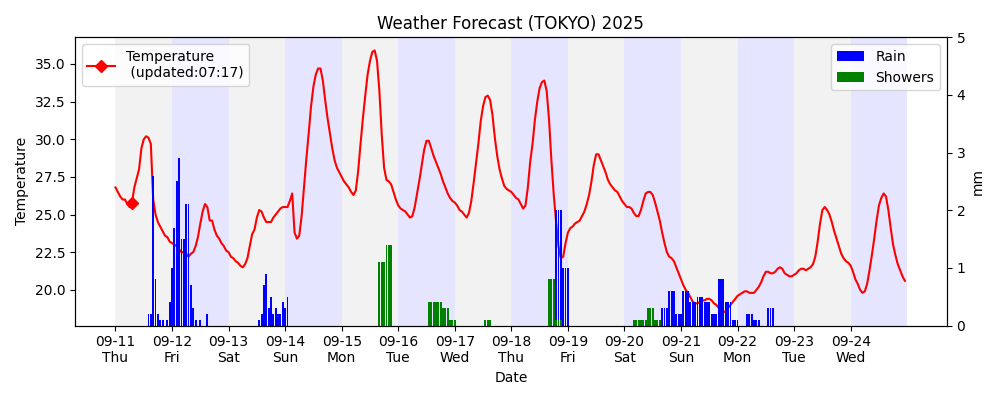 Weather Forecast (TOKYO) 2025
Temperature
(updated:07:17)
Rain
Showers
Temperature
35.0
32.5
30.0
27.5
25.0
22.5
20.0
5
4
3
2
1
0
mm
09-11 09-12 09-13 09-14 09-15 09-16 09-17 09-18 09-19 09-20 09-21 09-22 09-23 09-24
Thu Fri Sat Sun Mon Tue Wed Thu Fri Sat Sun Mon Tue Wed
Date